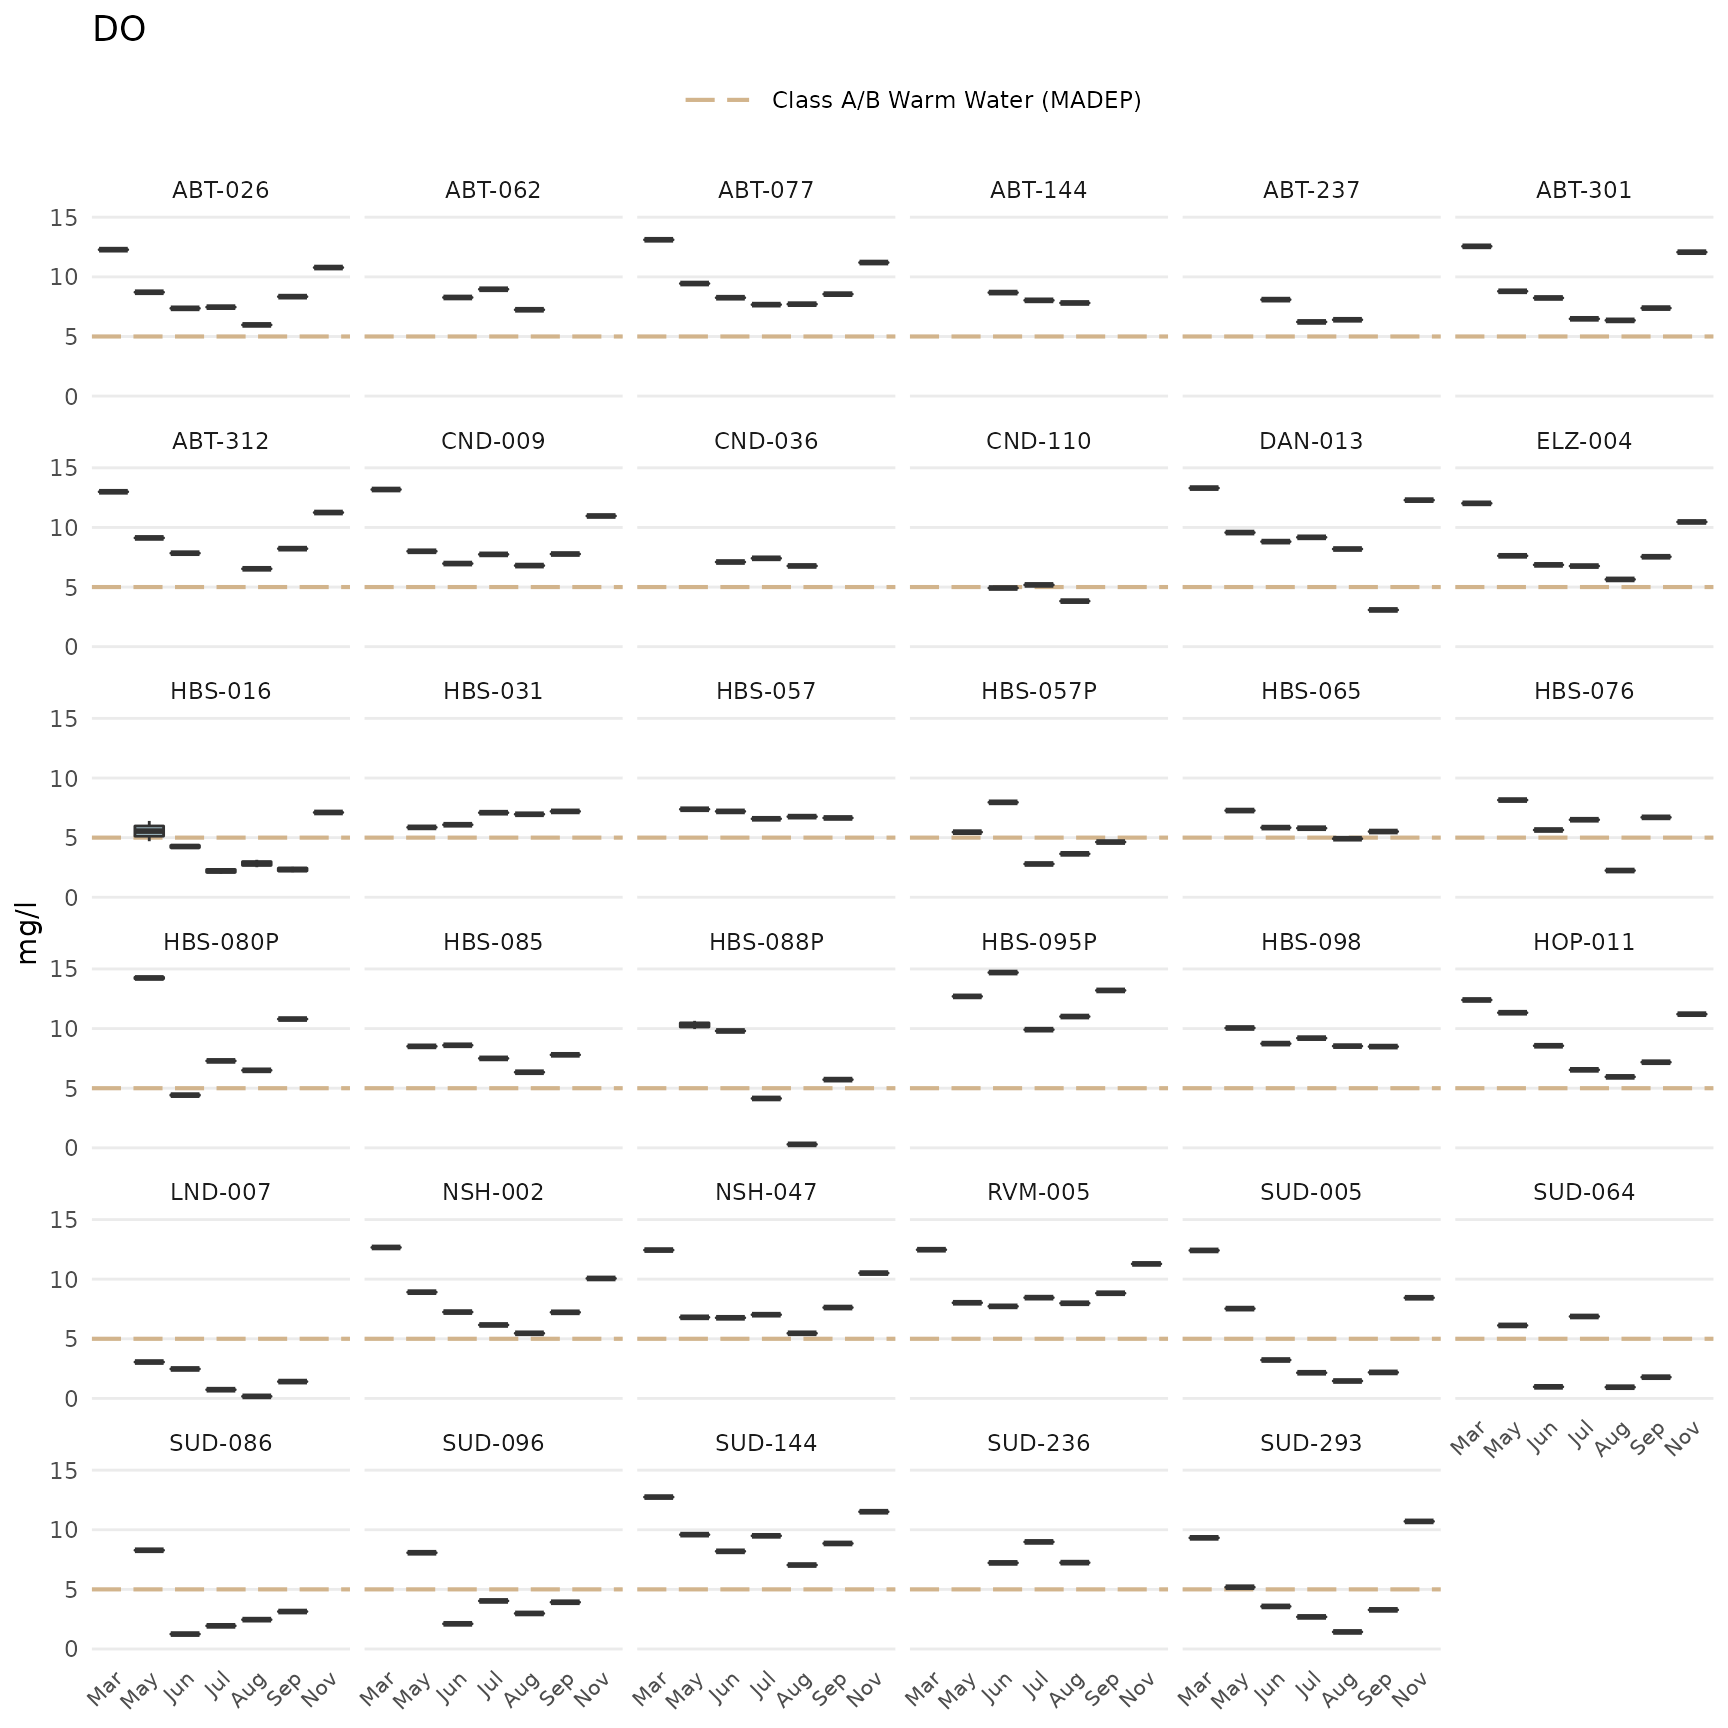 DO
Class A/B Warm Water (MADEP)
ABT-026 ABT-062 ABT-077 ABT-144 ABT-237 ABT-301
15
10
5
0
ABT-312 CND-009 CND-036 CND-110 DAN-013 ELZ-004
15
10
5
0
HBS-016 HBS-031 HBS-057 HBS-057P HBS-065 HBS-076
15
10
5
0
mg/l
HBS-080P HBS-085 HBS-088P HBS-095P HBS-098 HOP-011
15
10
5
0
LND-007 NSH-002 NSH-047 RVM-005 SUD-005 SUD-064
15
10
5
0
Mar May Jun Jul Aug Sep Nov
SUD-086 SUD-096 SUD-144 SUD-236 SUD-293
15
10
5
0
Mar May Jun Jul Aug Sep Nov Mar May Jun Jul Aug Sep Nov Mar May Jun Jul Aug Sep Nov Mar May Jun Jul Aug Sep Nov Mar May Jun Jul Aug Sep Nov